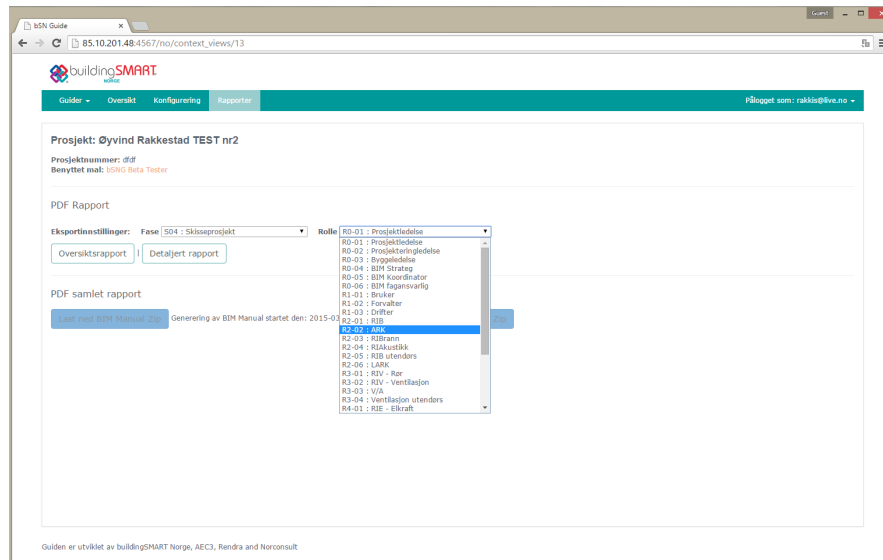 bSN Guide
Guest
85.10.201.48:4567/no/context_views/13
buildingSMART
NORGE
Guider Oversikt Konfigurering Rapporter Pålogget som: rakkis@live.no
Prosjekt: Øyvind Rakkestad TEST nr2
Prosjektnummer: dfdf
Benyttet mal: bSNG Beta Tester
PDF Rapport
Eksportinnstillinger: Fase S04 : Skisseprosjekt Rolle R0-01 : Prosjektledelse
R0-01 : Prosjektledelse
R0-02 : Prosjekteringledelse
R0-03 : Byggeledelse
R0-04 : BIM Strateg
R0-05 : BIM Koordinator
R0-06 : BIM fagansvarlig
R1-01 : Bruker
R1-02 : Forvalter
R1-03 : Drifter
R2-01 : RIB
R2-02 : ARK
R2-03 : RIBrann
R2-04 : RIAkustikk
R2-05 : RIB utendørs
R2-06 : LARK
R3-01 : RIV - Rør
R3-02 : RIV - Ventilasjon
R3-03 : V/A
R3-04 : Ventilasjon utendørs
R4-01 : RIE - Elkraft
Oversiktsrapport | Detaljert rapport
PDF samlet rapport
Last ned BIM Manual Zip Generering av BIM Manual startet den: 2015-03 Zip
Guiden er utviklet av buildingSMART Norge, AEC3, Rendra and Norconsult